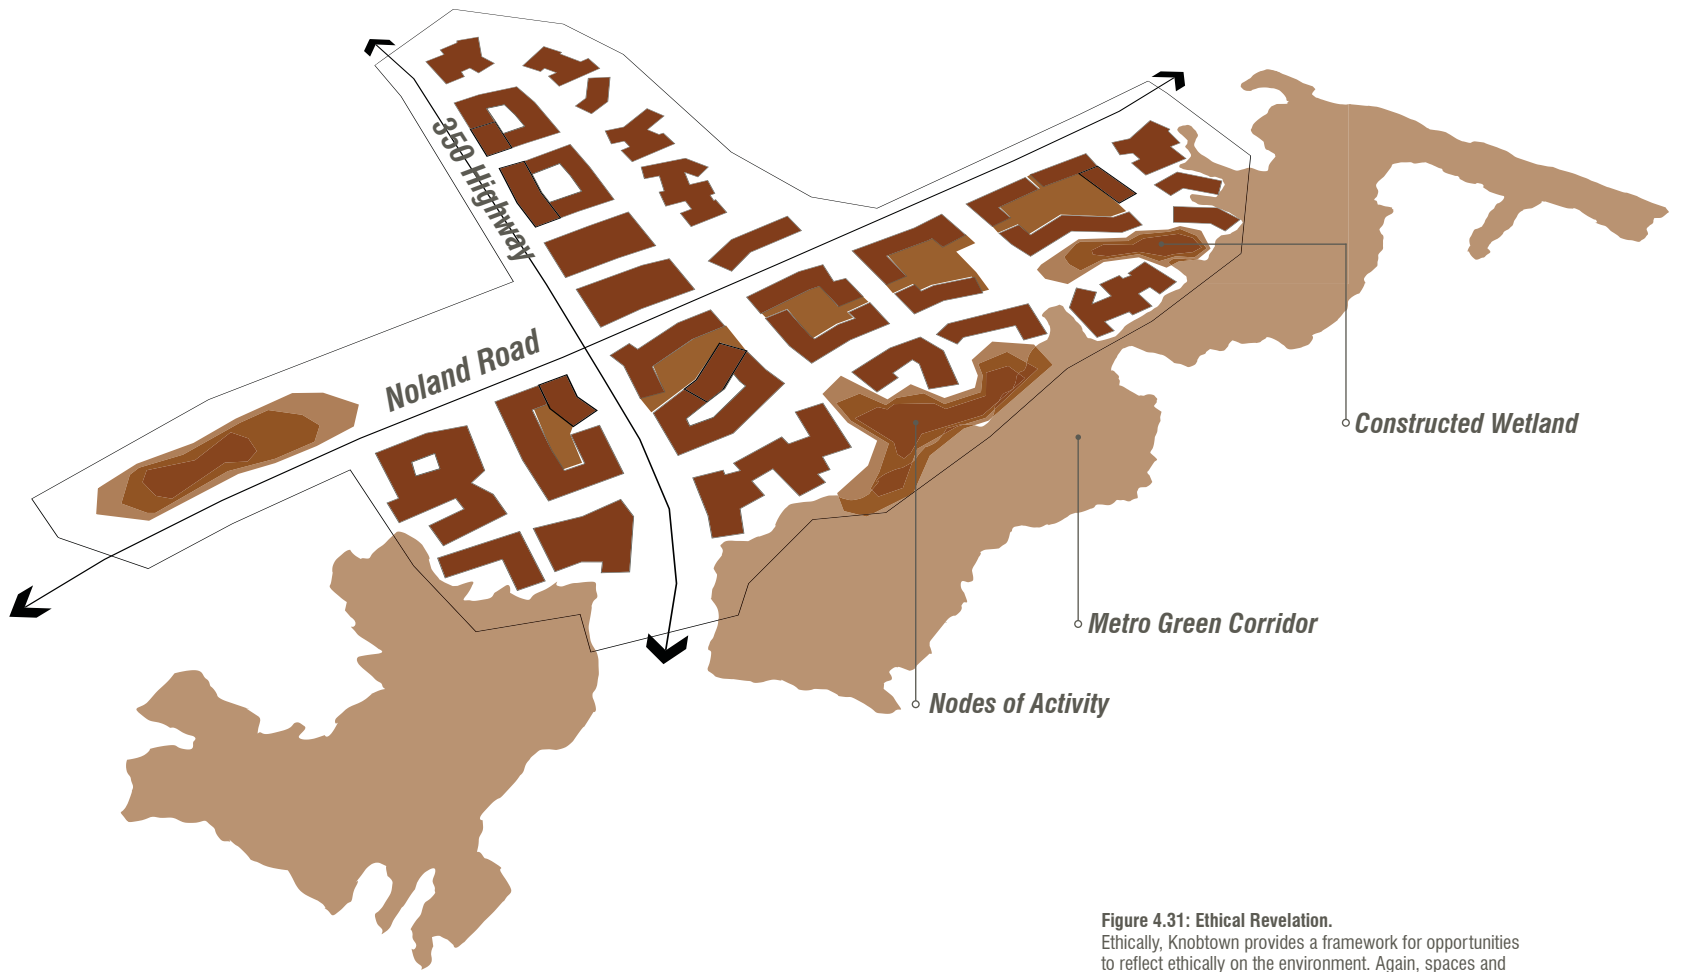 350 Highway
Noland Road
Constructed Wetland
Metro Green Corridor
Nodes of Activity
Figure 4.31: Ethical Revelation.
Ethically, Knobtown provides a framework for opportunities
to reflect ethically on the environment. Again, spaces and